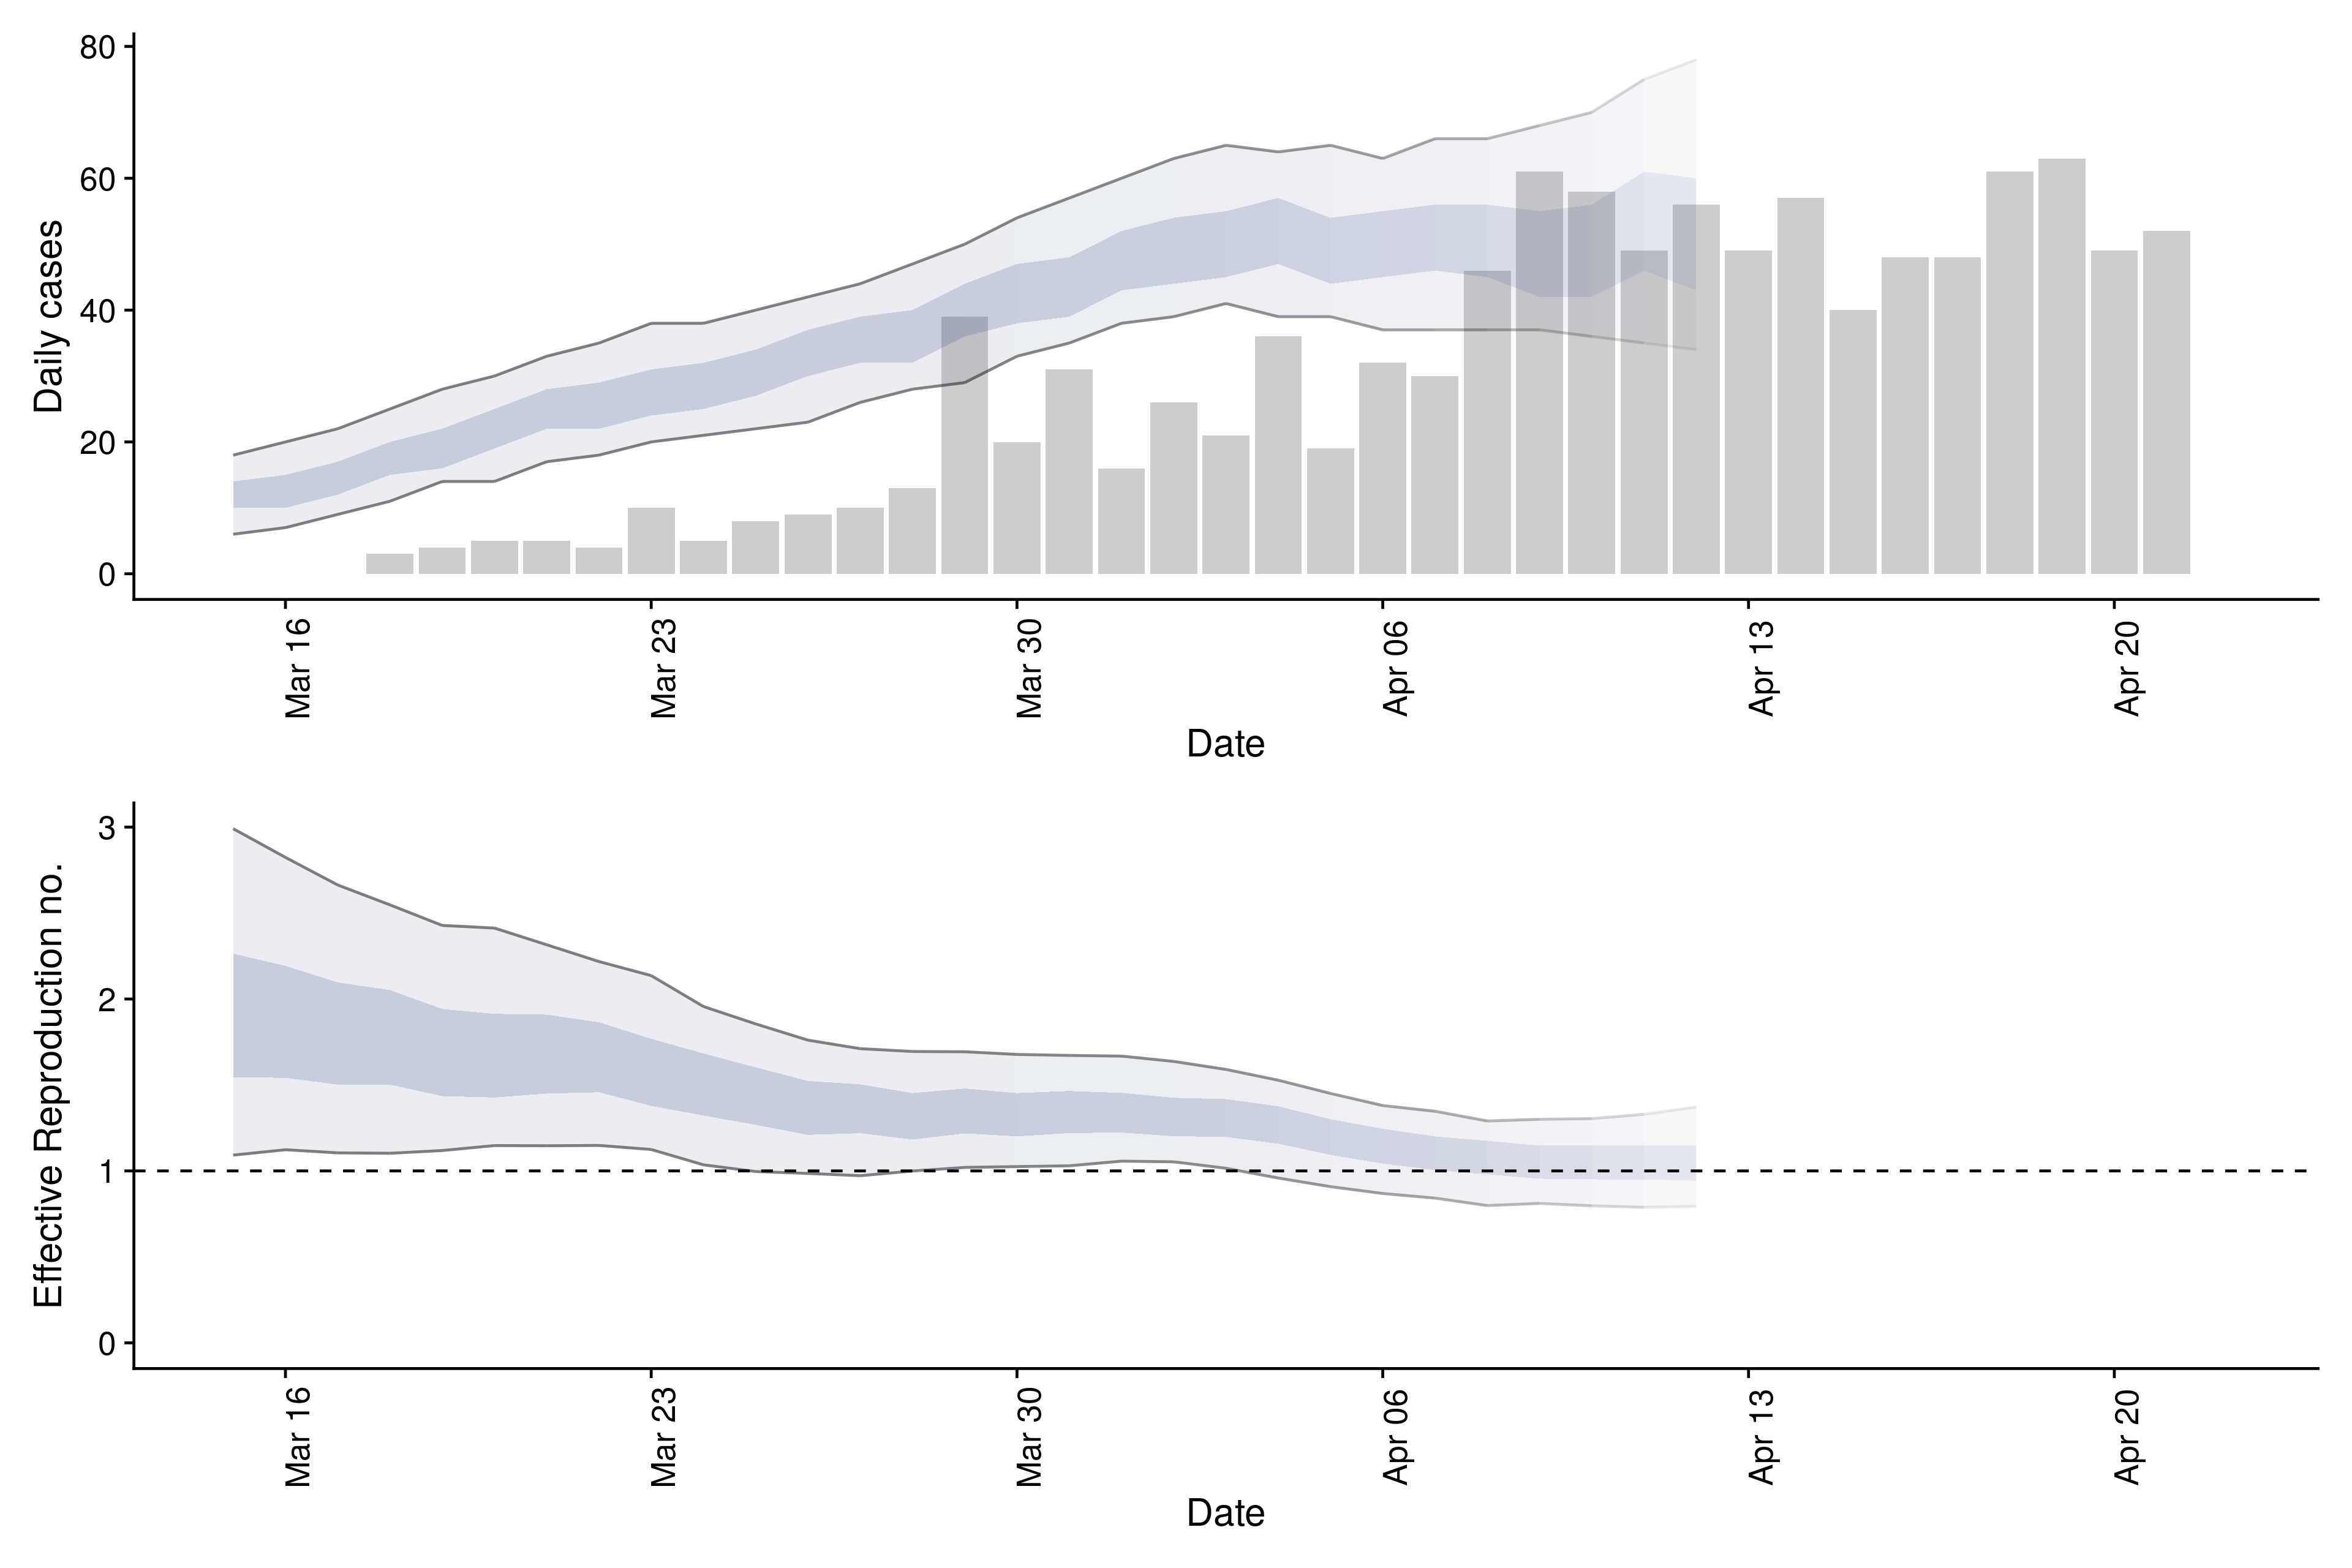 80
60
40
20
0
Daily cases
Mar 16
Mar 23
Mar 30
Apr 06
Apr 13
Apr 20
Date
3
2
1
0
Effective Reproduction no.
Mar 16
Mar 23
Mar 30
Apr 06
Apr 13
Apr 20
Date